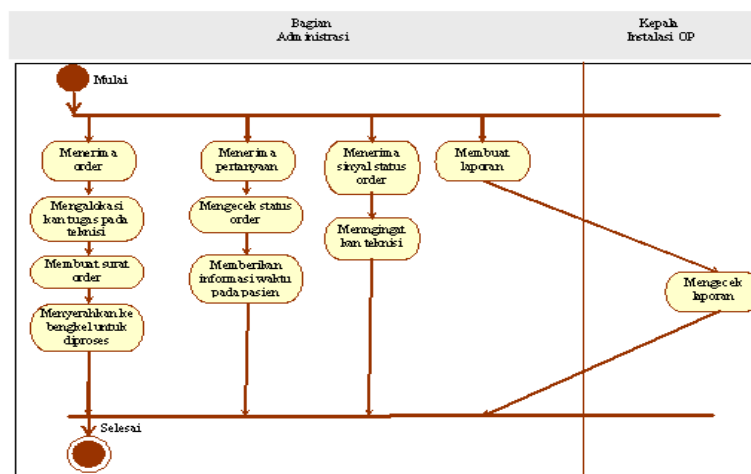 Bagian
Administrasi
Kepala
Instalasi OP
Mulai
Menerima
order
Mengalokasi
kan tugas pada
teknisi
Membuat surat
order
Menyerahkan ke
bengkel untuk
diproses
Menerima
pertanyaan
Mengecek status
order
Memberikan
informasi waktu
pada pasien
Menerima
sinyal status
order
Menngingat
kan teknisi
Membuat
laporan
Mengecek
laporan
Selesai